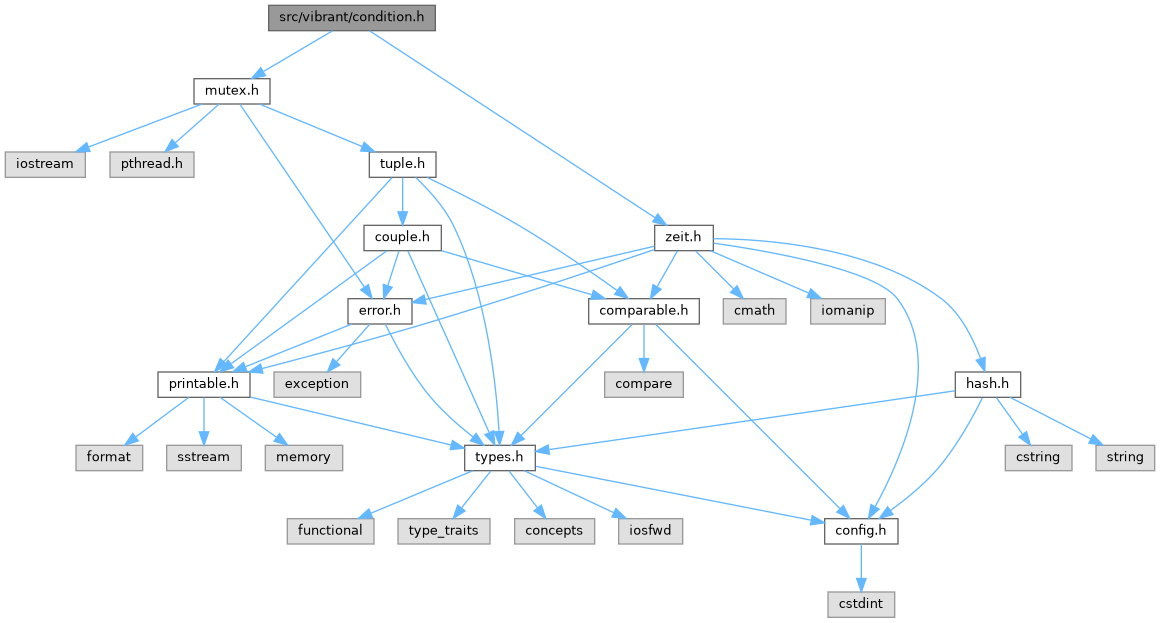 src/vibrant/condition.h
mutex.h
iostream
pthread.h
tuple.h
couple.h
zeit.h
error.h
comparable.h
cmath
iomanip
printable.h
exception
compare
hash.h
format
sstream
memory
types.h
cstring
string
functional
type_traits
concepts
iosfwd
config.h
cstdint